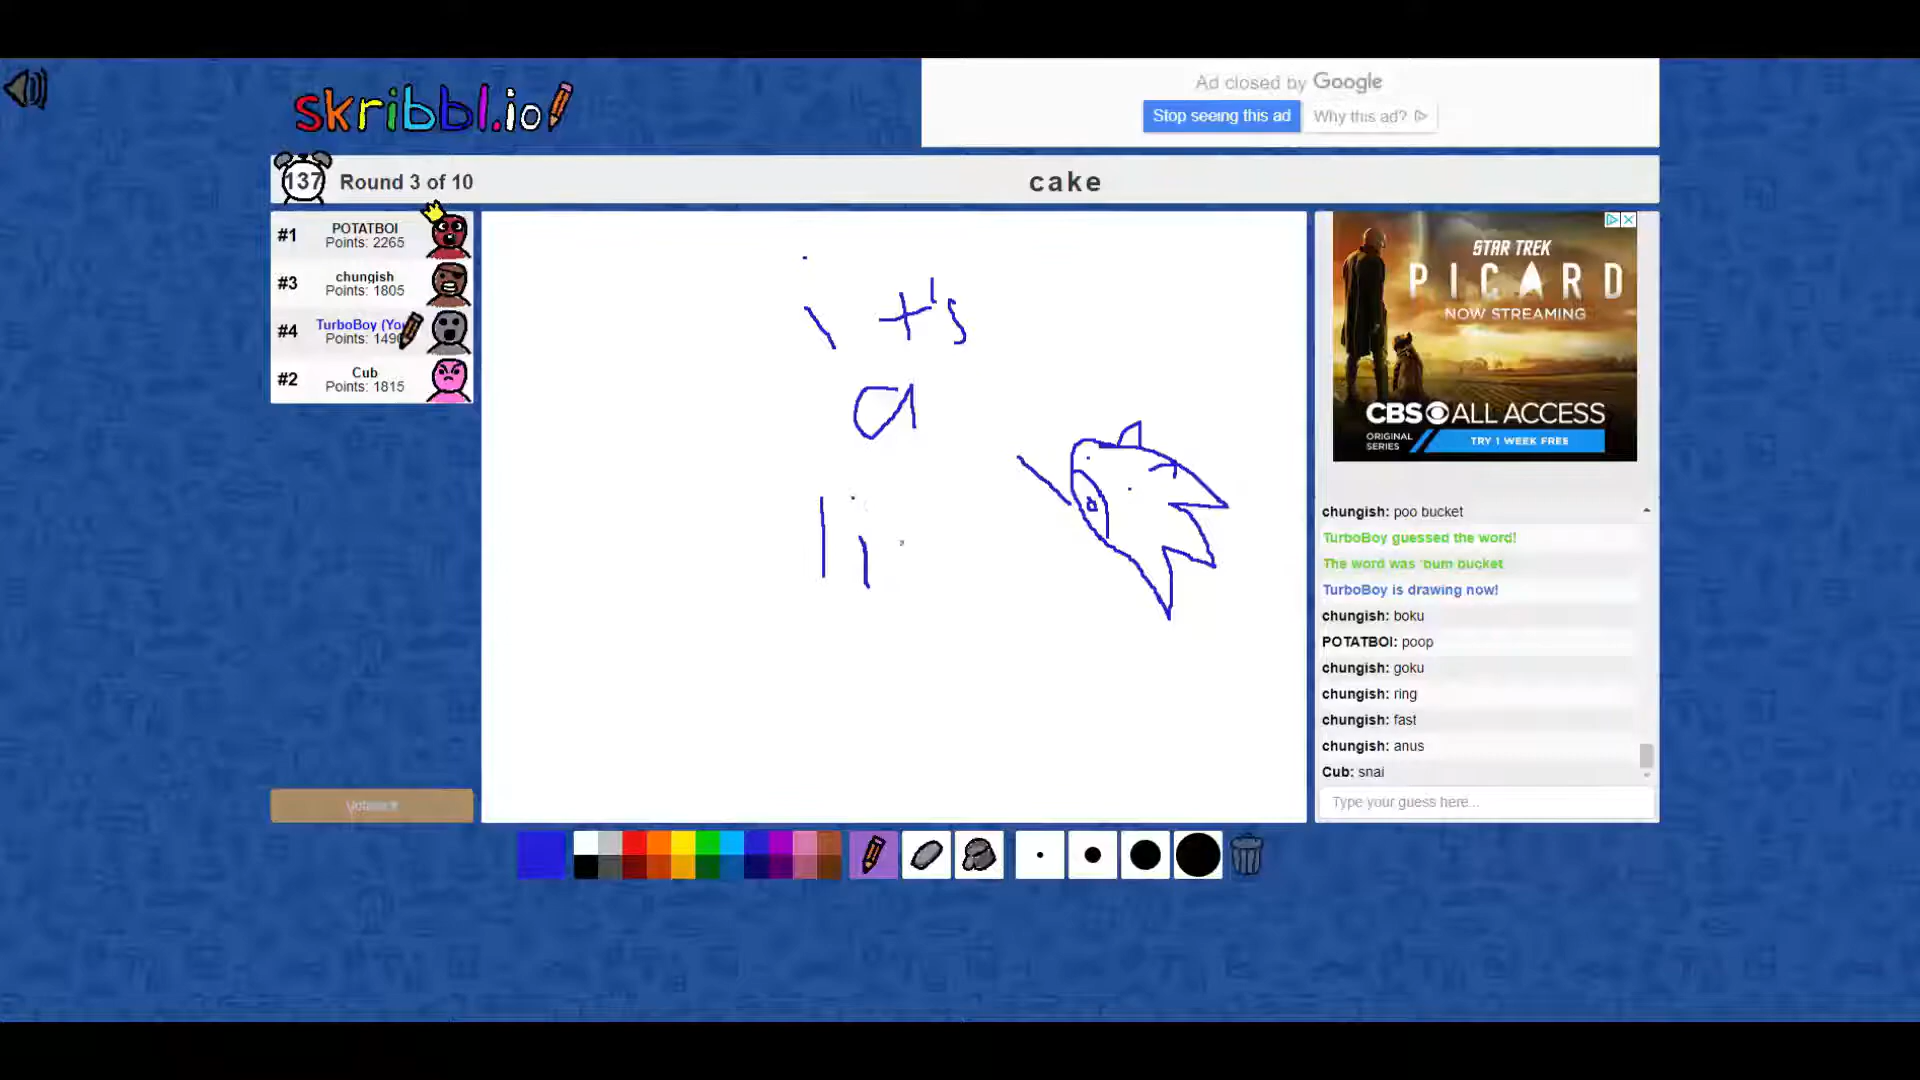 skribbl.io
Ad closed by Google
Stop seeing this ad
Why this ad?
137
Round 3 of 10
cake
#1
POTATBOI
Points: 2265
#3
chungish
Points: 1805
#4
TurboBoy (You
Points: 1490
#2
Cub
Points: 1815
it's
a
li
STAR TREK
PICARD
NOW STREAMING
CBS ALL ACCESS
ORIGINAL SERIES
TRY 1 WEEK FREE
chungish: poo bucket
TurboBoy guessed the word!
The word was 'bum bucket
TurboBoy is drawing now!
chungish: boku
POTATBOI: poop
chungish: goku
chungish: ring
chungish: fast
chungish: anus
Cub: snai
Type your guess here...